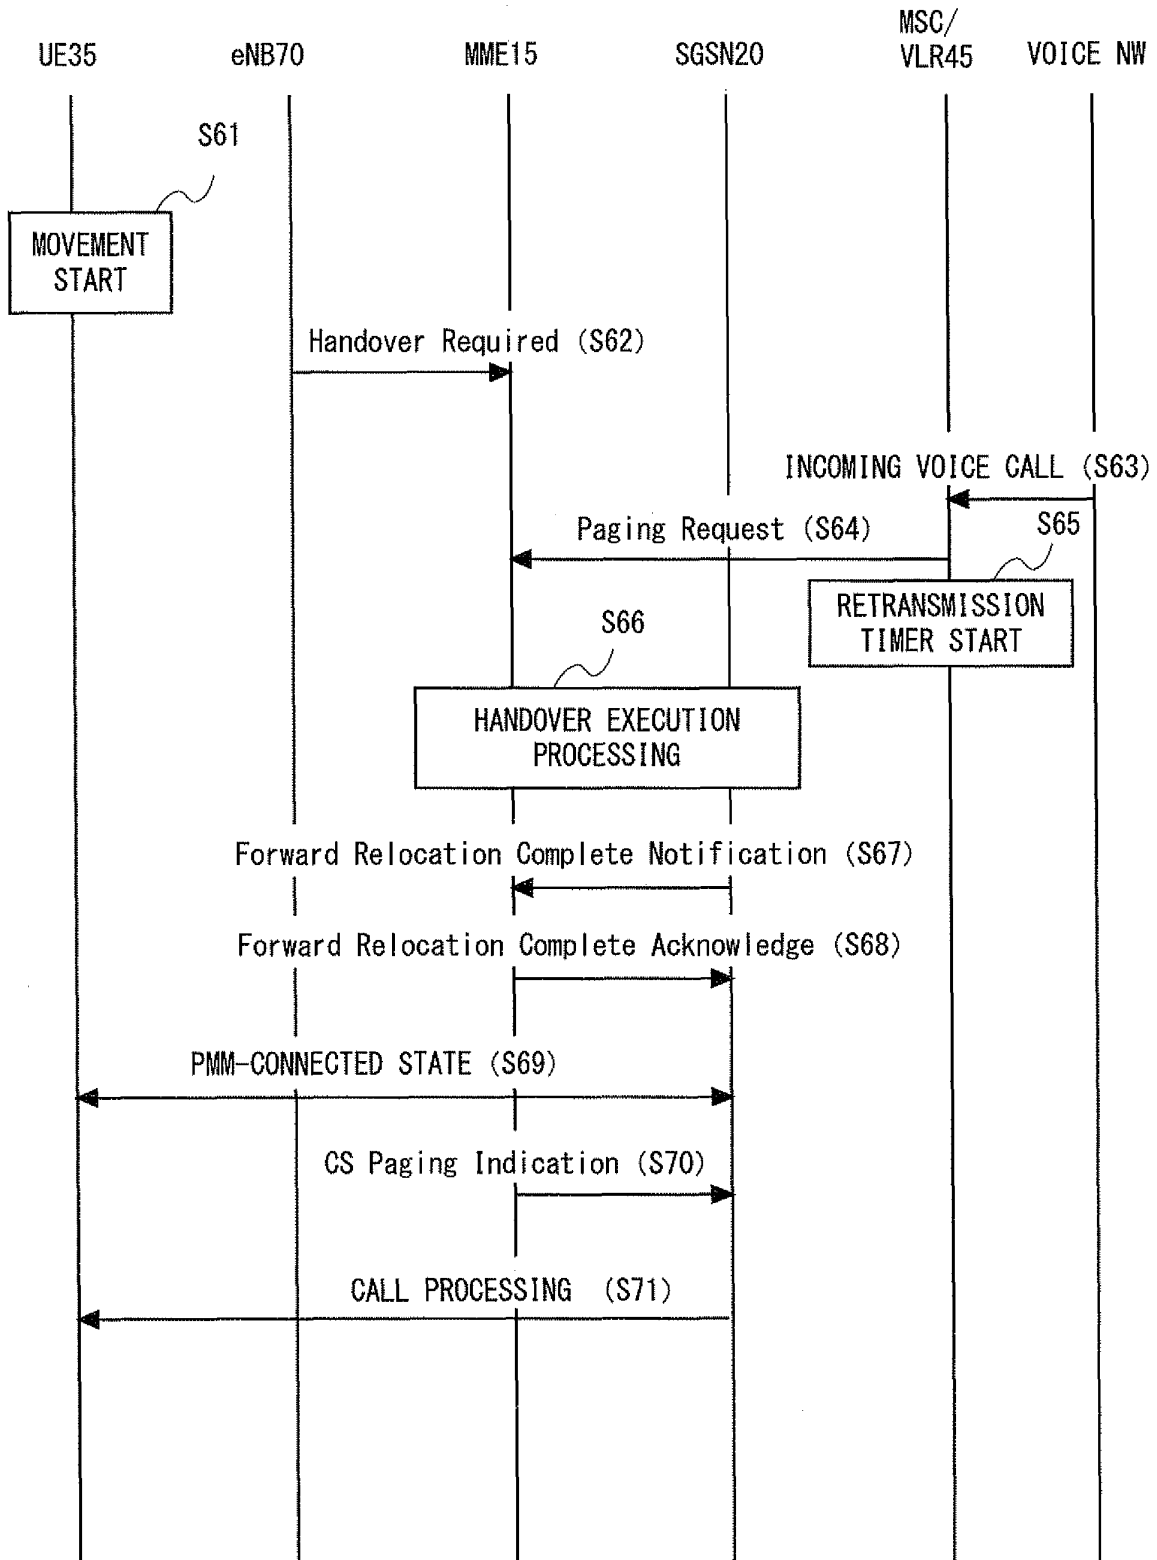 UE35
eNB70
MME15
SGSN20
MSC/
VLR45
VOICE NW
S61
MOVEMENT
START
Handover Required (S62)
INCOMING VOICE CALL (S63)
Paging Request (S64)
S65
RETRANSMISSION
TIMER START
S66
HANDOVER EXECUTION
PROCESSING
Forward Relocation Complete Notification (S67)
Forward Relocation Complete Acknowledge (S68)
PMM-CONNECTED STATE (S69)
CS Paging Indication (S70)
CALL PROCESSING (S71)